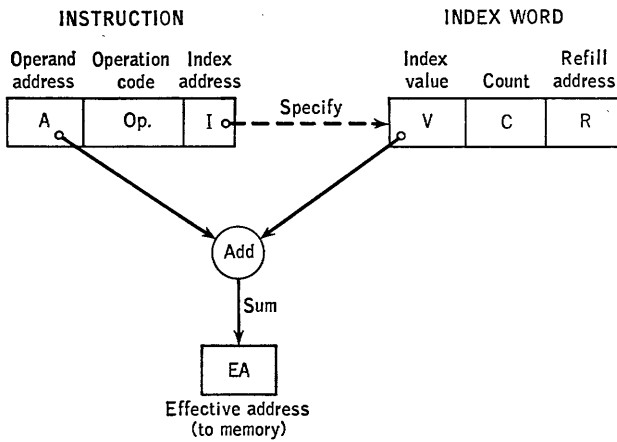 INSTRUCTION
INDEX WORD
Operand address
Operation code
Index address
Index value
Count
Refill address
A
Op.
I
Specify
V
C
R
Add
Sum
EA
Effective address
(to memory)